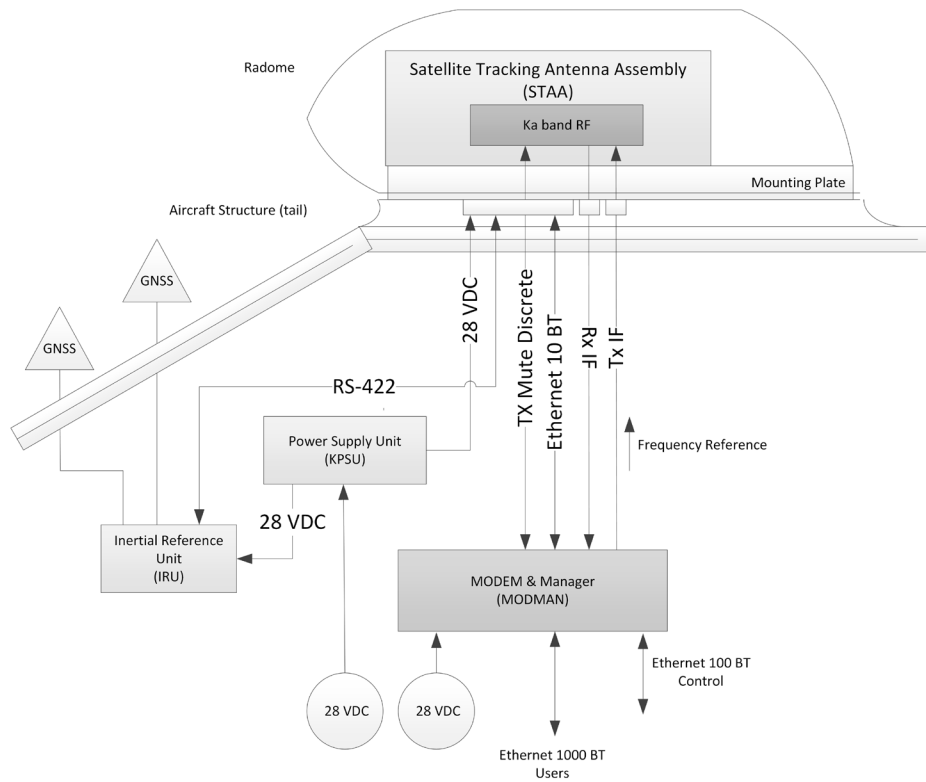 Radome
Satellite Tracking Antenna Assembly
(STAA)
Ka band RF
Mounting Plate
Aircraft Structure (tail)
GNSS
GNSS
28 VDC
TX Mute Discrete
Ethernet 10 BT
Rx IF
Tx IF
RS-422
Frequency Reference
Power Supply Unit
(KPSU)
28 VDC
Inertial Reference
Unit
(IRU)
MODEM & Manager
(MODMAN)
Ethernet 100 BT
Control
28 VDC
28 VDC
Ethernet 1000 BT
Users